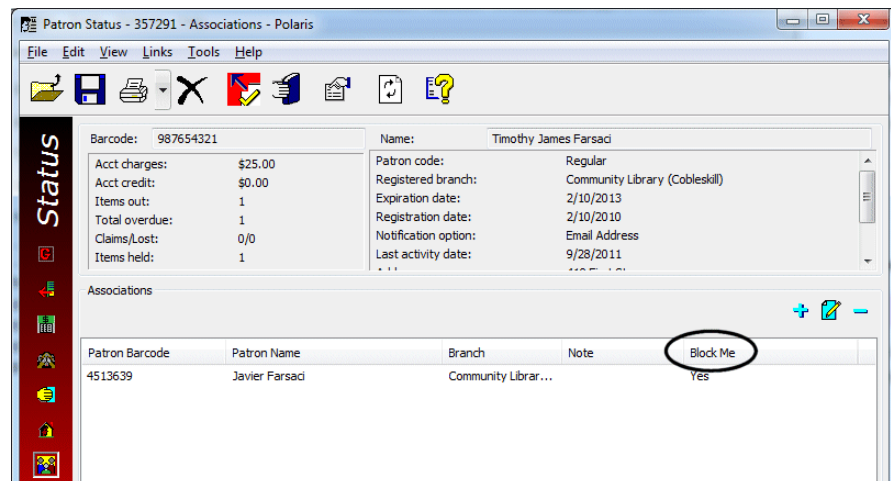 Patron Status - 357291 - Associations - Polaris
File Edit View Links Tools Help
Status
Barcode: 987654321
Name: Timothy James Farsaci
Acct charges: $25.00
Acct credit: $0.00
Items out: 1
Total overdue: 1
Claims/Lost: 0/0
Items held: 1
Patron code: Regular
Registered branch: Community Library (Cobleskill)
Expiration date: 2/10/2013
Registration date: 2/10/2010
Notification option: Email Address
Last activity date: 9/28/2011
Associations
Patron Barcode Patron Name Branch Note Block Me
4513639 Javier Farsaci Community Librar... Yes